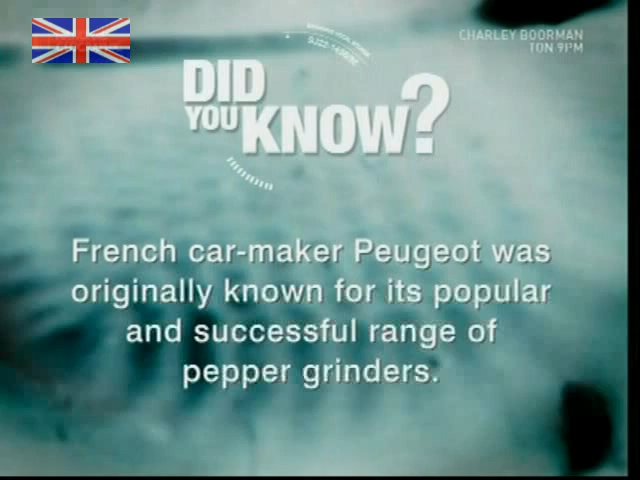 CHARLEY BOORMAN
TON 9PM
DID
YOU KNOW?
French car-maker Peugeot was
originally known for its popular
and successful range of
pepper grinders.